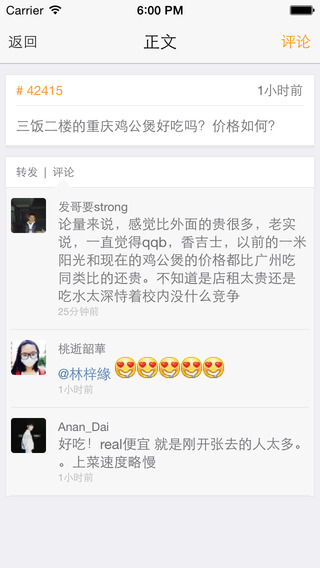 Carrier 6:00 PM
返回 正文 评论
# 42415 1小时前
三饭二楼的重庆鸡公煲好吃吗？价格如何?
转发 | 评论
发哥要strong
论量来说，感觉比外面的贵很多，老实
说，一直觉得qqb，香吉士，以前的一米
阳光和现在的鸡公煲的价格都比广州吃
同类比的还贵。不知道是店租太贵还是
吃水太深恃着校内没什么竞争
25分钟前
桃逝韶華
@林梓緣
1小时前
Anan_Dai
好吃！real便宜 就是刚开张去的人太多。
。上菜速度略慢
1小时前